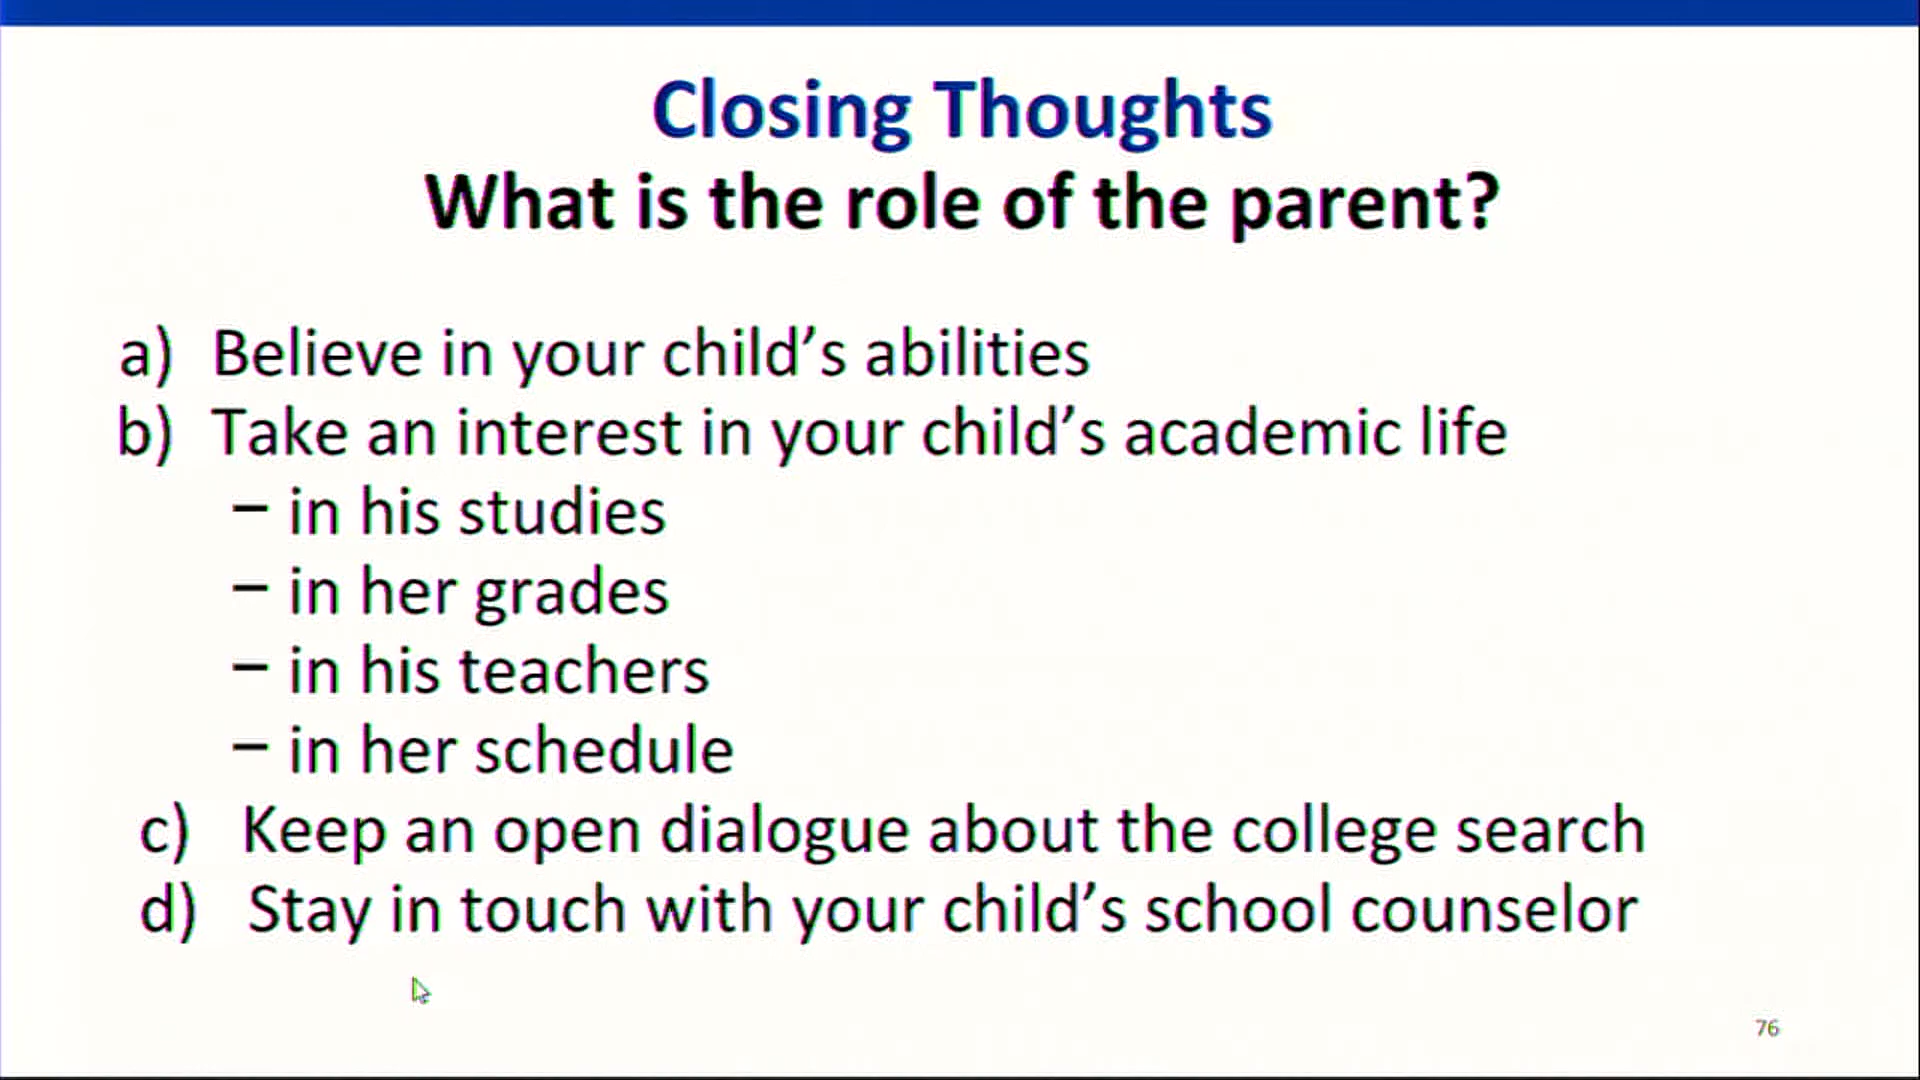 Closing Thoughts
What is the role of the parent?
a) Believe in your child’s abilities
b) Take an interest in your child’s academic life
– in his studies
– in her grades
– in his teachers
– in her schedule
c) Keep an open dialogue about the college search
d) Stay in touch with your child’s school counselor
76